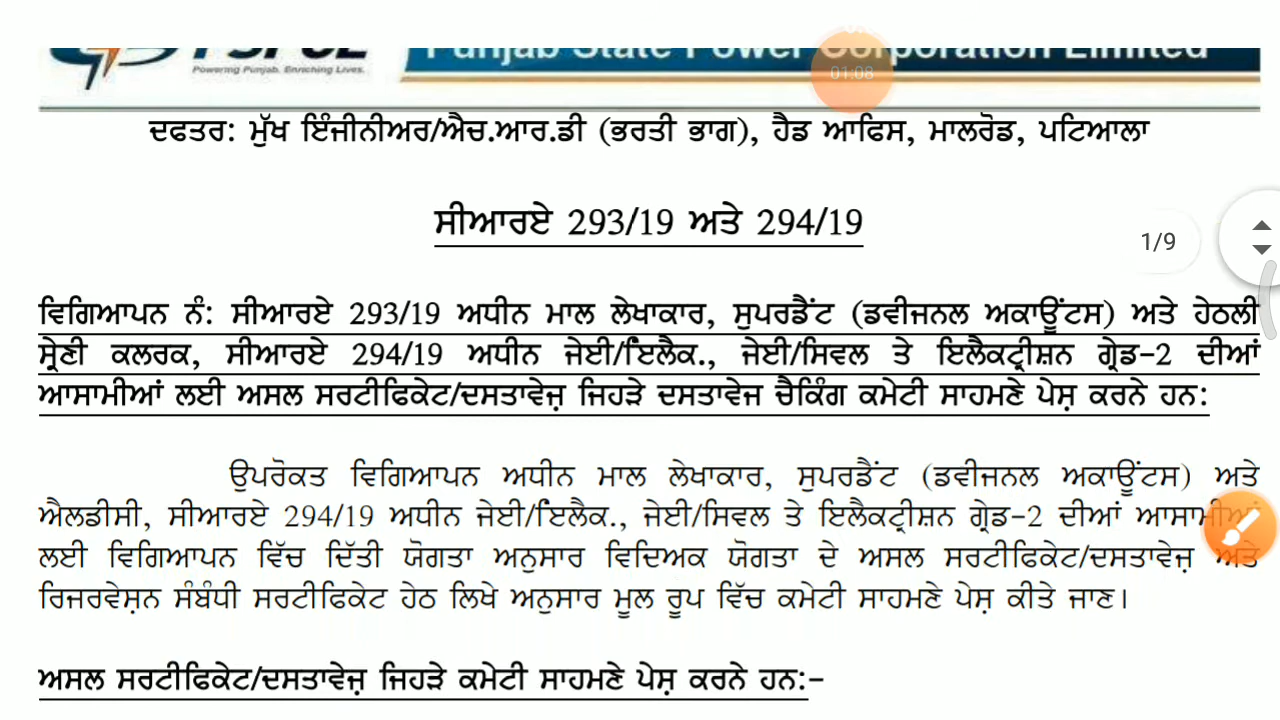 PSPCL Punjab State Power Corporation Limited
Powering Punjab. Enriching Lives.
01:08
ਦਫਤਰ: ਮੁੱਖ ਇੰਜੀਨੀਅਰ/ਐਚ.ਆਰ.ਡੀ (ਭਰਤੀ ਭਾਗ), ਹੈਡ ਆਫਿਸ, ਮਾਲਰੋਡ, ਪਟਿਆਲਾ
ਸੀਆਰਏ 293/19 ਅਤੇ 294/19
1/9
ਵਿਗਿਆਪਨ ਨੰ: ਸੀਆਰਏ 293/19 ਅਧੀਨ ਮਾਲ ਲੇਖਾਕਾਰ, ਸੁਪਰਡੈਂਟ (ਡਵੀਜਨਲ ਅਕਾਊਂਟਸ) ਅਤੇ ਹੇਠਲੀ
ਸ੍ਰੇਣੀ ਕਲਰਕ, ਸੀਆਰਏ 294/19 ਅਧੀਨ ਜੇਈ/ਇਲੈਕ., ਜੇਈ/ਸਿਵਲ ਤੇ ਇਲੈਕਟ੍ਰੀਸ਼ਨ ਗ੍ਰੇਡ-2 ਦੀਆਂ
ਆਸਾਮੀਆਂ ਲਈ ਅਸਲ ਸਰਟੀਫਿਕੇਟ/ਦਸਤਾਵੇਜ਼ ਜਿਹੜੇ ਦਸਤਾਵੇਜ ਚੈਕਿੰਗ ਕਮੇਟੀ ਸਾਹਮਣੇ ਪੇਸ਼ ਕਰਨੇ ਹਨ:
ਉਪਰੋਕਤ ਵਿਗਿਆਪਨ ਅਧੀਨ ਮਾਲ ਲੇਖਾਕਾਰ, ਸੁਪਰਡੈਂਟ (ਡਵੀਜਨਲ ਅਕਾਊਂਟਸ) ਅਤੇ
ਐਲਡੀਸੀ, ਸੀਆਰਏ 294/19 ਅਧੀਨ ਜੇਈ/ਇਲੈਕ., ਜੇਈ/ਸਿਵਲ ਤੇ ਇਲੈਕਟ੍ਰੀਸ਼ਨ ਗ੍ਰੇਡ-2 ਦੀਆਂ ਆਸਾਮੀਆਂ
ਲਈ ਵਿਗਿਆਪਨ ਵਿੱਚ ਦਿੱਤੀ ਯੋਗਤਾ ਅਨੁਸਾਰ ਵਿਦਿਅਕ ਯੋਗਤਾ ਦੇ ਅਸਲ ਸਰਟੀਫਿਕੇਟ/ਦਸਤਾਵੇਜ਼ ਅਤੇ
ਰਿਜਰਵੇਸ਼ਨ ਸੰਬੰਧੀ ਸਰਟੀਫਿਕੇਟ ਹੇਠ ਲਿਖੇ ਅਨੁਸਾਰ ਮੂਲ ਰੂਪ ਵਿੱਚ ਕਮੇਟੀ ਸਾਹਮਣੇ ਪੇਸ਼ ਕੀਤੇ ਜਾਣ।
ਅਸਲ ਸਰਟੀਫਿਕੇਟ/ਦਸਤਾਵੇਜ਼ ਜਿਹੜੇ ਕਮੇਟੀ ਸਾਹਮਣੇ ਪੇਸ਼ ਕਰਨੇ ਹਨ:-